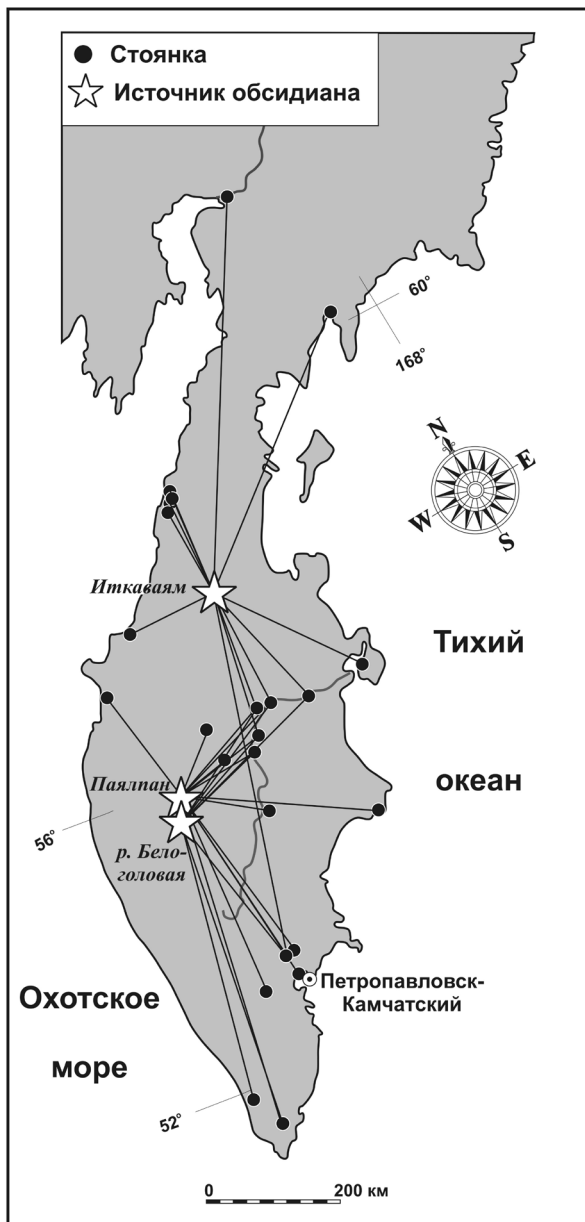 Стоянка
Источник обсидиана
60°
168°
N
E
W
S
Иткаваям
Тихий
Паялпан
океан
56°
р. Бело-
головая
Петропавловск-
Камчатский
Охотское
море
52°
0 200 км